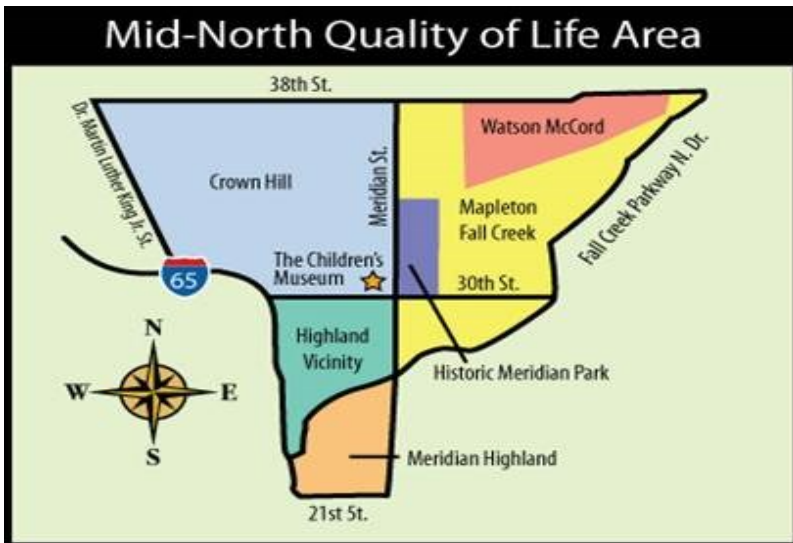 Mid-North Quality of Life Area
38th St.
Dr. Martin Luther King Jr. St.
Watson McCord
Crown Hill
Meridian St.
Mapleton
Fall Creek
Fall Creek Parkway N. Dr.
The Children's
Museum
65
30th St.
N
Highland
Vicinity
Historic Meridian Park
W
E
S
Meridian Highland
21st St.